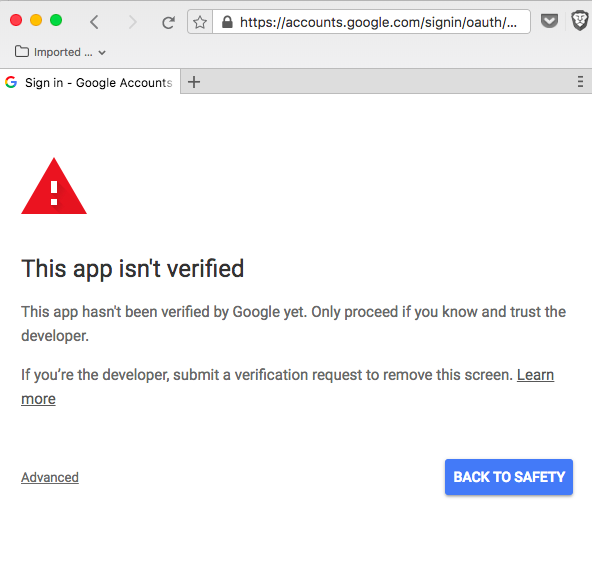 https://accounts.google.com/signin/oauth/...
Imported ...
Sign in - Google Accounts
This app isn't verified
This app hasn't been verified by Google yet. Only proceed if you know and trust the
developer.
If you’re the developer, submit a verification request to remove this screen. Learn
more
Advanced
BACK TO SAFETY